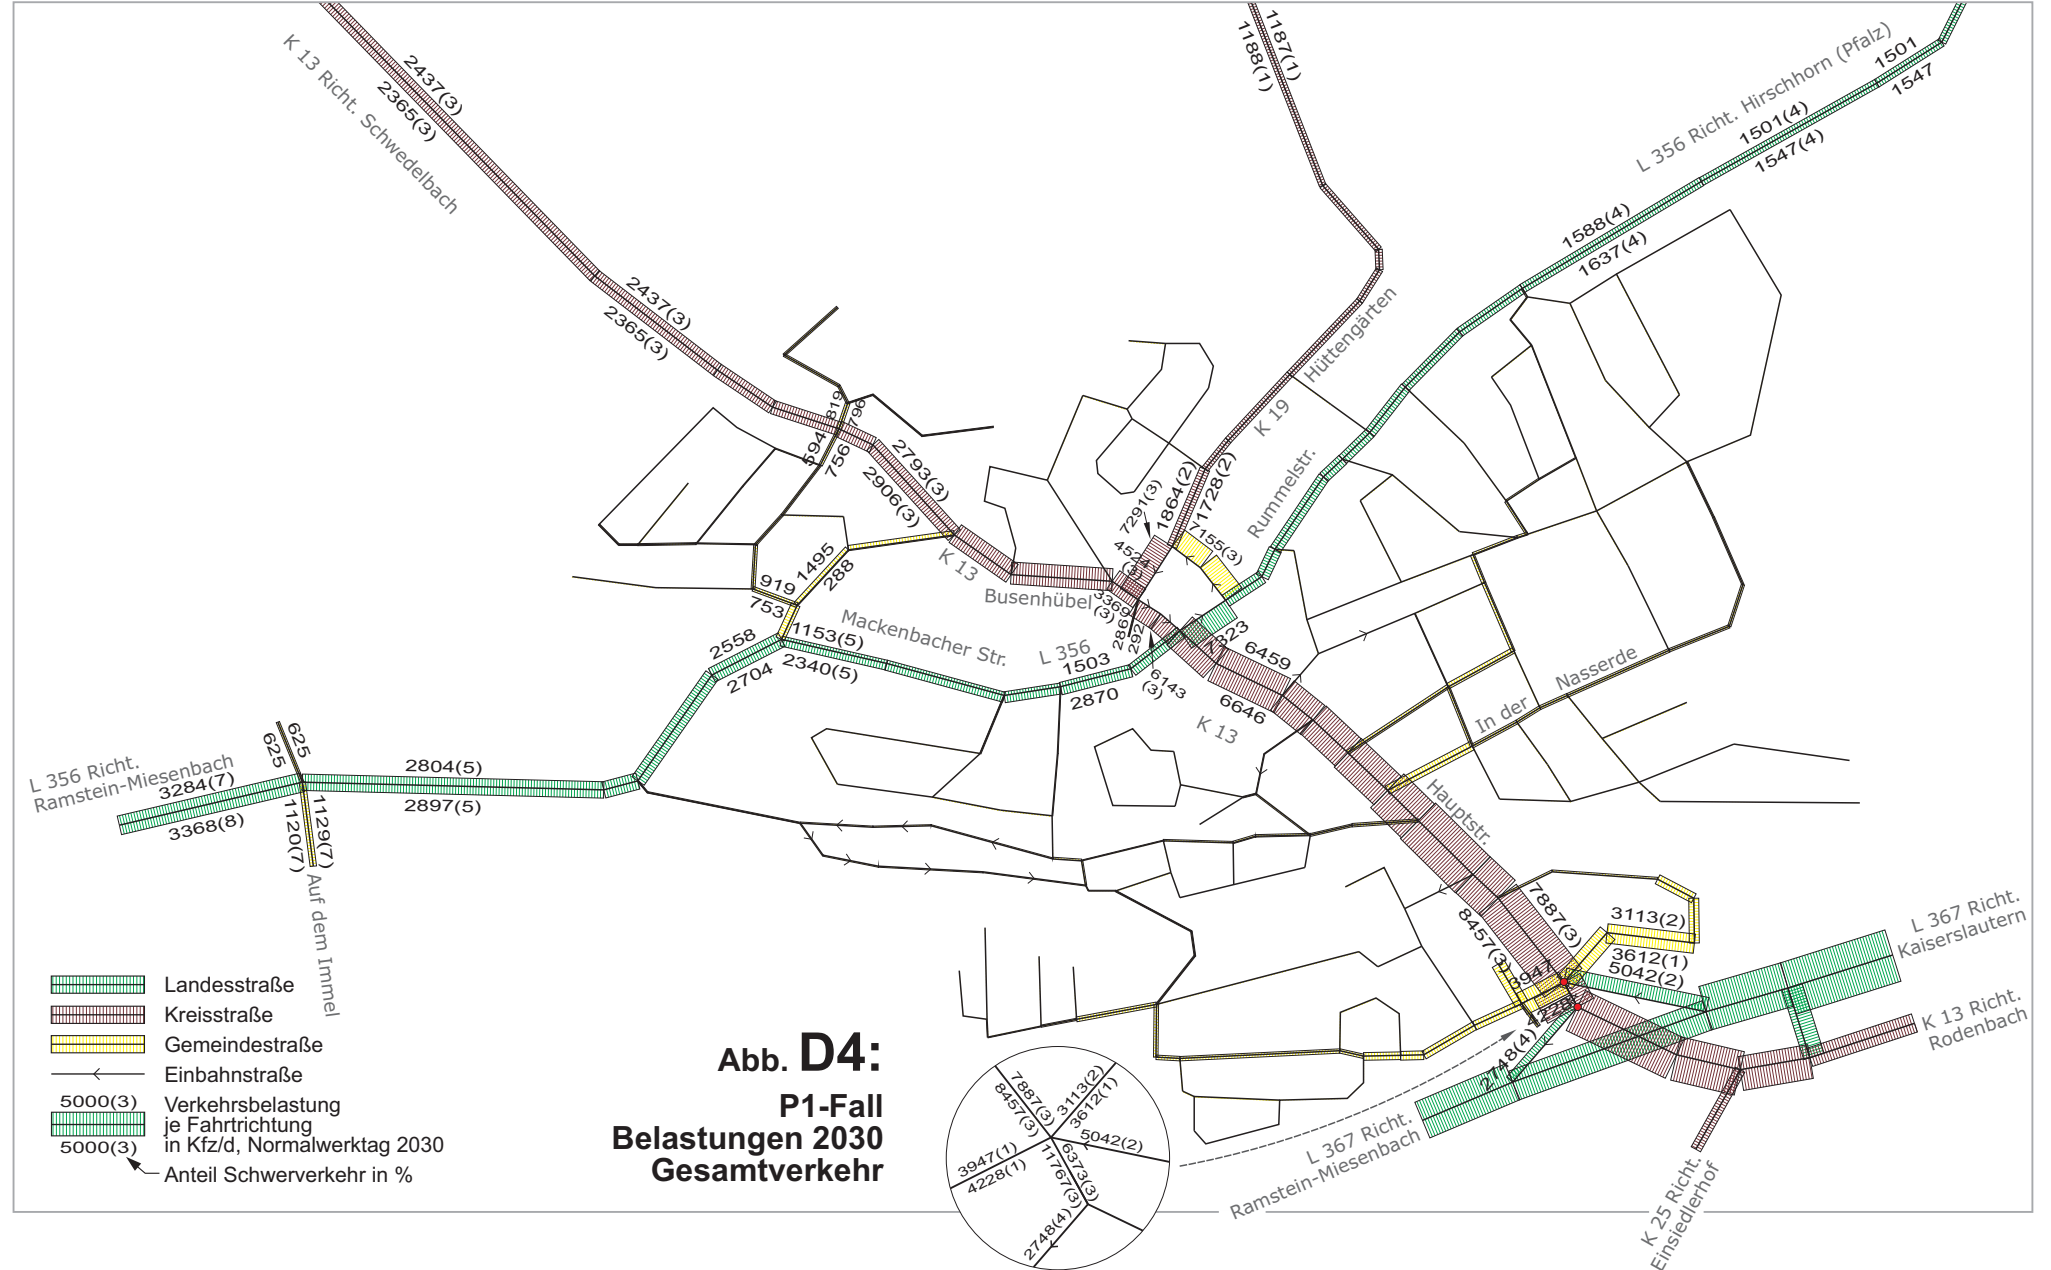 K 13 Richt. Schwedelbach
2437(3)
2365(3)
2437(3)
2365(3)
1187(1)
1188(1)
L 356 Richt. Hirschhorn (Pfalz)
1501
1547
1501(4)
1547(4)
1588(4)
1637(4)
K 19
Hüttengärten
Rummelstr.
819
796
594
756
2793(3)
2906(3)
1495
288
919
753
K 13
Busenhübel
7291(3)
1864(2)
1728(2)
7155(3)
3369
(3)
286
292
6143
(3)
7323
6459
6646
K 13
Mackenbacher Str.
L 356
1503
2870
1153(5)
2340(5)
2558
2704
2804(5)
2897(5)
625
625
L 356 Richt.
Ramstein-Miesenbach
3284(7)
3368(8)
1129(7)
1120(7)
Auf dem Immel
In der
Nasserde
Hauptstr.
7887(3)
8457(3)
3113(2)
3612(1)
5042(2)
3947
4228
2748(4)
L 367 Richt.
Kaiserslautern
K 13 Richt.
Rodenbach
L 367 Richt.
Ramstein-Miesenbach
K 25 Richt.
Einsiedlerhof
Landesstraße
Kreisstraße
Gemeindestraße
Einbahnstraße
5000(3)
Verkehrsbelastung
je Fahrtrichtung
in Kfz/d, Normalwerktag 2030
5000(3)
Anteil Schwerverkehr in %
Abb. D4:
P1-Fall
Belastungen 2030
Gesamtverkehr
7887(3)
8457(3)
3113(2)
3612(1)
5042(2)
3947(1)
4228(1)
6373(3)
11767(3)
2748(4)